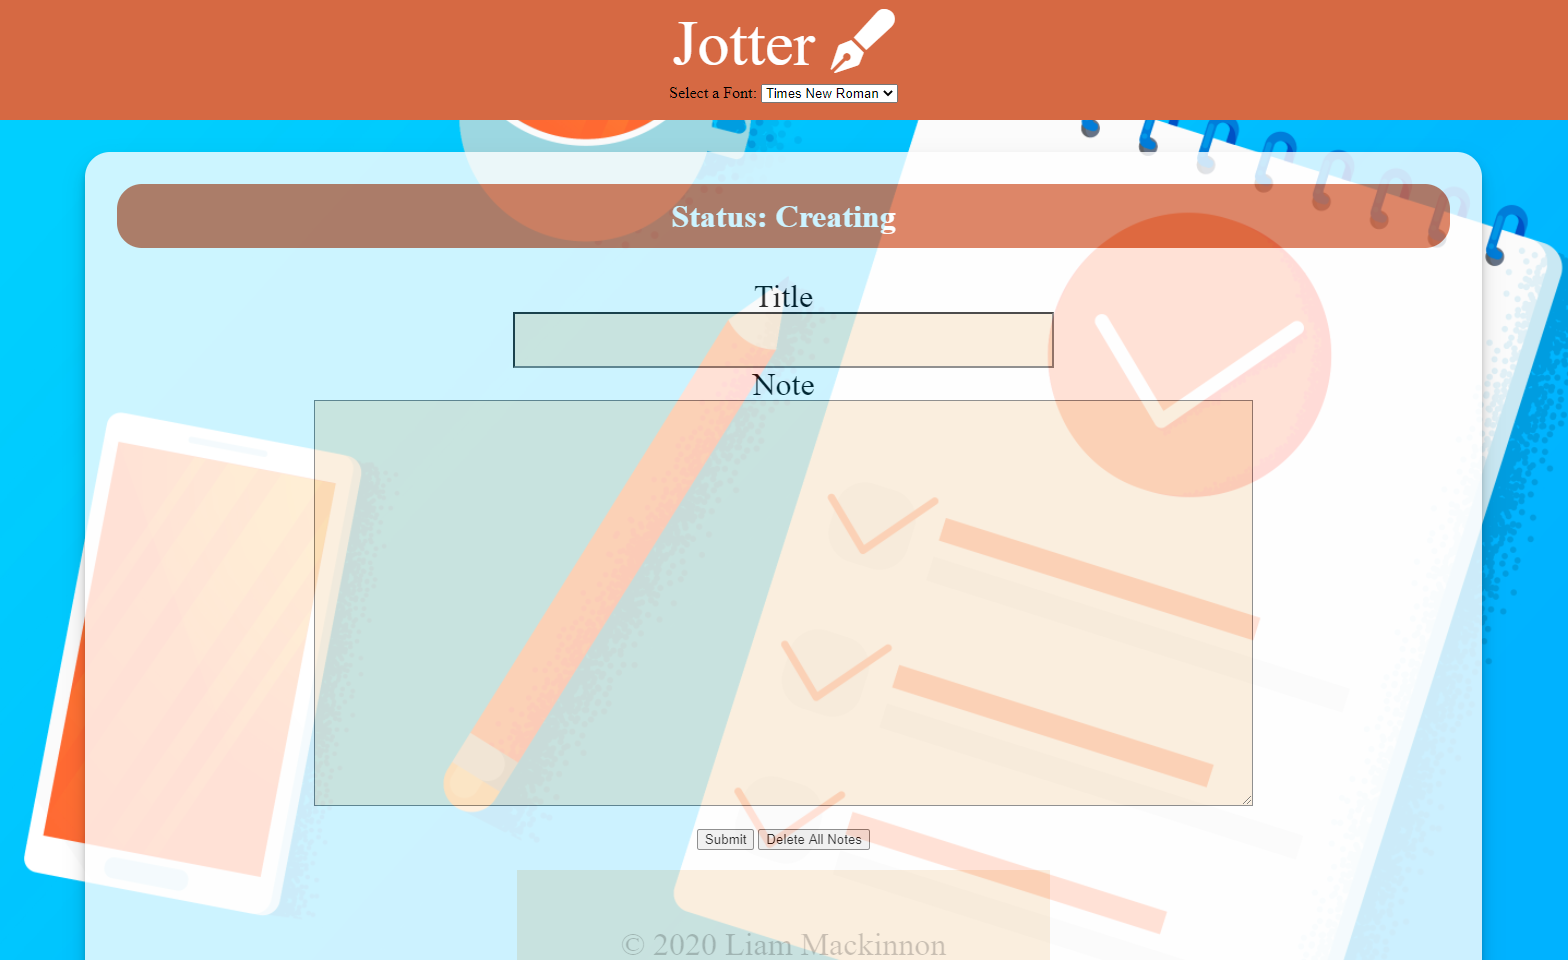 Jotter
Select a Font: Times New Roman
Status: Creating
Title
Note
Submit Delete All Notes
© 2020 Liam Mackinnon